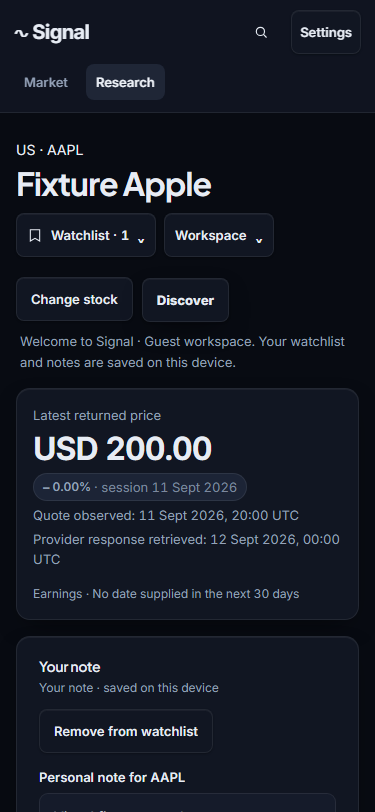 Signal
Settings
Market
Research
US · AAPL
Fixture Apple
Watchlist · 1
Workspace
Change stock
Discover
Welcome to Signal · Guest workspace. Your watchlist
and notes are saved on this device.
Latest returned price
USD 200.00
– 0.00% · session 11 Sept 2026
Quote observed: 11 Sept 2026, 20:00 UTC
Provider response retrieved: 12 Sept 2026, 00:00
UTC
Earnings · No date supplied in the next 30 days
Your note
Your note · saved on this device
Remove from watchlist
Personal note for AAPL